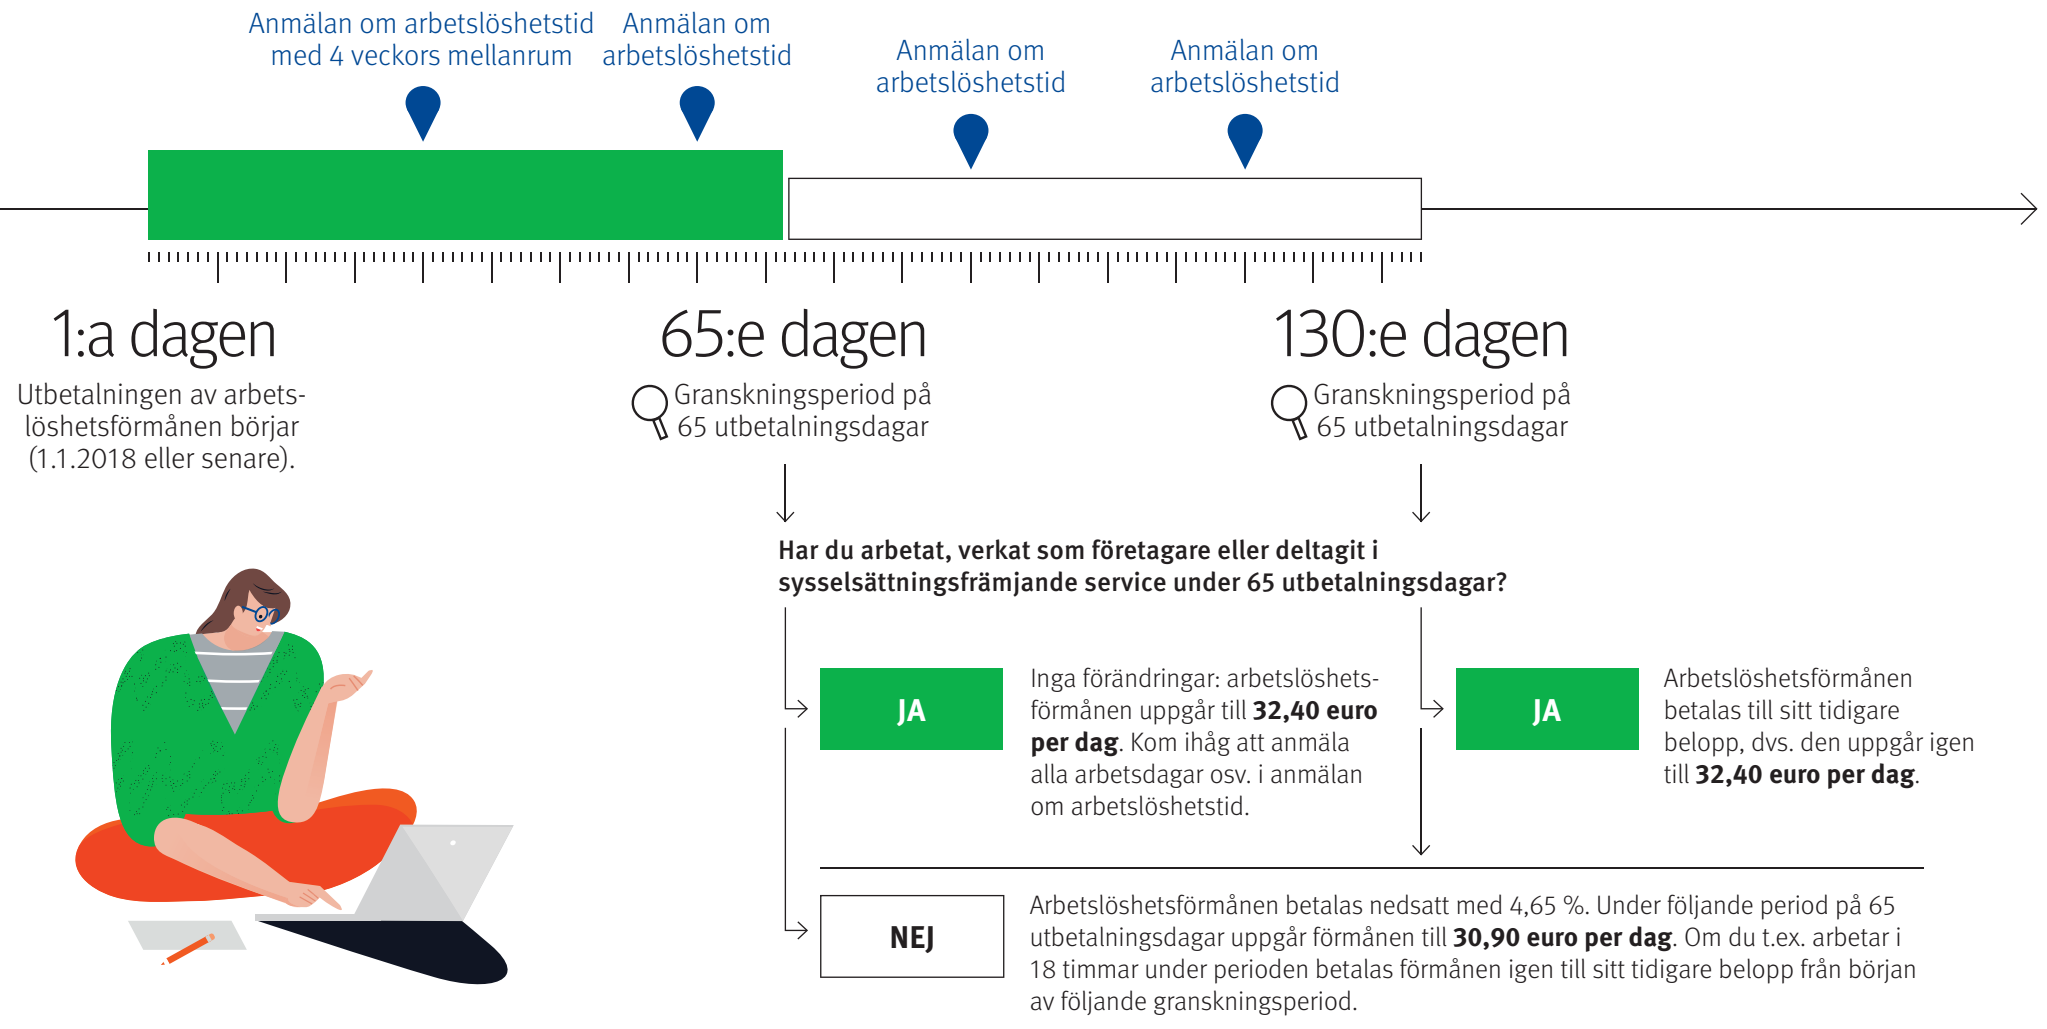 Anmälan om arbetslöshetstid
med 4 veckors mellanrum
Anmälan om
arbetslöshetstid
Anmälan om
arbetslöshetstid
Anmälan om
arbetslöshetstid
1:a dagen
Utbetalningen av arbets-
löshetsförmånen börjar
(1.1.2018 eller senare).
65:e dagen
Granskningsperiod på
65 utbetalningsdagar
130:e dagen
Granskningsperiod på
65 utbetalningsdagar
Har du arbetat, verkat som företagare eller deltagit i
sysselsättningsfrämjande service under 65 utbetalningsdagar?
JA
Inga förändringar: arbetslöshets-
förmånen uppgår till 32,40 euro
per dag. Kom ihåg att anmäla
alla arbetsdagar osv. i anmälan
om arbetslöshetstid.
JA
Arbetslöshetsförmånen
betalas till sitt tidigare
belopp, dvs. den uppgår igen
till 32,40 euro per dag.
NEJ
Arbetslöshetsförmånen betalas nedsatt med 4,65 %. Under följande period på 65
utbetalningsdagar uppgår förmånen till 30,90 euro per dag. Om du t.ex. arbetar i
18 timmar under perioden betalas förmånen igen till sitt tidigare belopp från början
av följande granskningsperiod.